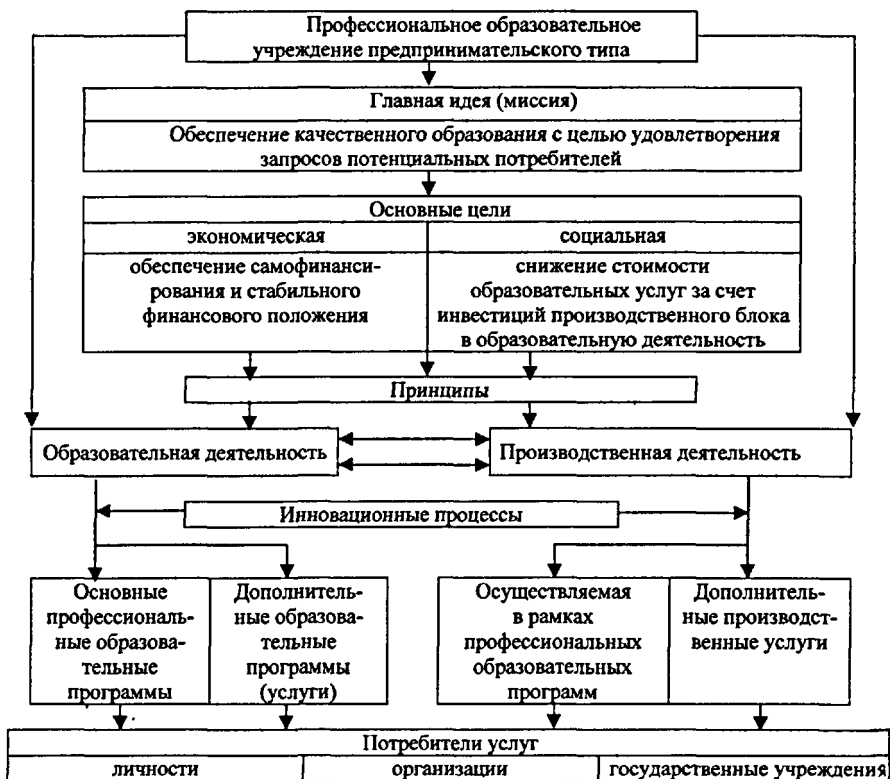 Профессиональное образовательное
учреждение предпринимательского типа
Главная идея (миссия)
Обеспечение качественного образования с целью удовлетворения
запросов потенциальных потребителей
Основные цели
экономическая
социальная
обеспечение самофинанси-
рования и стабильного
финансового положения
снижение стоимости
образовательных услуг за счет
инвестиций производственного блока
в образовательную деятельность
Принципы
Образовательная деятельность
Производственная деятельность
Инновационные процессы
Основные
профессиональ-
ные образова-
тельные
программы
Дополнитель-
ные образова-
тельные
программы
(услуги)
Осуществляемая
в рамках
профессиональных
образовательных
программ
Дополнитель-
ные производст-
венные услуги
Потребители услуг
личности
организации
государственные учреждения